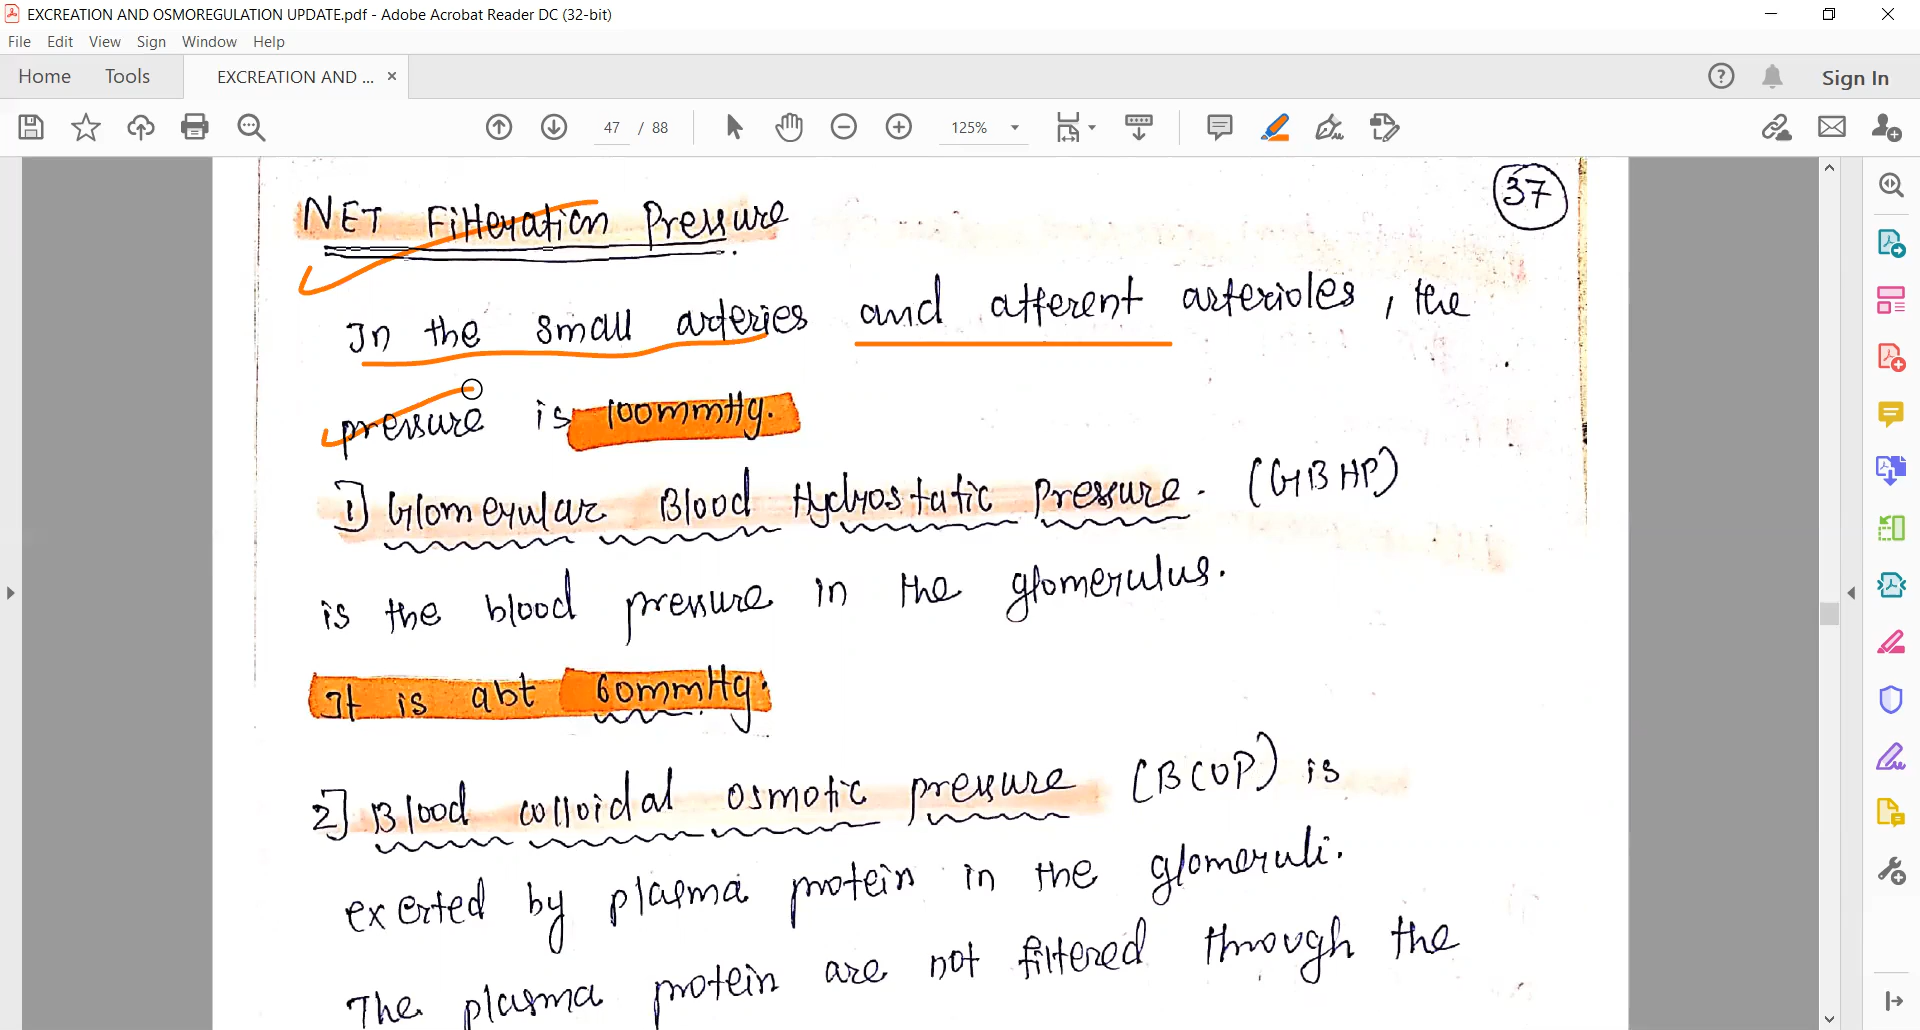 EXCREATION AND OSMOREGULATION UPDATE.pdf - Adobe Acrobat Reader DC (32-bit)
File Edit View Sign Window Help
Home Tools EXCREATION AND ... × Sign In
47 / 88 125%
37
NET Filteration Pressure
In the small arteries and afferent arterioles, the
pressure is 100mmHg.
1] Glomerular Blood Hydrostatic Pressure. (GBHP)
is the blood pressure in the glomerulus.
It is abt 60mmHg.
2] Blood colloidal osmotic pressure (BCOP) is
exerted by plasma protein in the glomeruli.
The plasma protein are not filtered through the